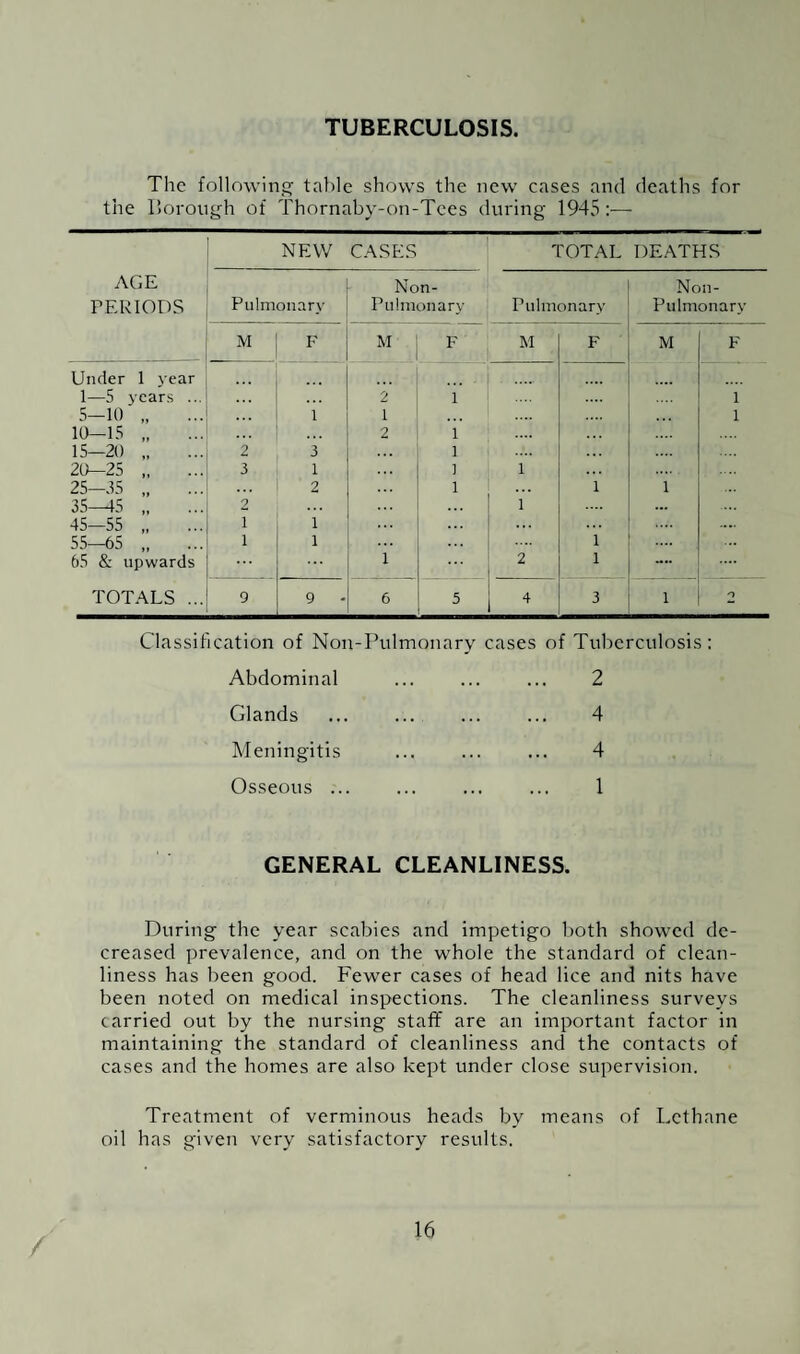 TUBERCULOSIS.
The following table shows the new cases and deaths for
the Borough of Thornaby-on-Tees during 1945:—
NEW CASES TOTAL DEATHS
AGE PERIODS Pulmonary Non-Pulmonary Pulmonary Non-Pulmonary
M F M F M F M F
Under 1 year ... ... ... ... .... .... .... ....
1—5 years ... ... ... 2 1 .... .... .... 1
5—10 „ ... ... 1 1 ... .... .... ... 1
10—15 „ ... ... ... 2 1 .... ... .... ....
15—20 „ ... 2 3 ... 1 .... ... .... ....
20—25 „ ... 3 1 ... 1 1 ... .... ....
25—35 „ ... ... 2 ... 1 ... 1 1 ...
35—45 „ ... 2 ... ... ... 1 .... ... ...
45—55 „ ... 1 1 ... ... ... ... .... ....
55—65 „ ... 1 1 ... ... .... 1 .... ...
65 & upwards ... ... 1 ... 2 1 .... ....
TOTALS ... 9 9 6 5 4 3 1 2
Classification of Non-Pulmonary cases of Tuberculosis:
Abdominal ... ... ... 2
Glands ... ... ... ... 4
Meningitis ... ... ... 4
Osseous ... ... ... ... 1
GENERAL CLEANLINESS.
During the year scabies and impetigo both showed de-
creased prevalence, and on the whole the standard of clean-
liness has been good. Fewer cases of head lice and nits have
been noted on medical inspections. The cleanliness surveys
carried out by the nursing staff are an important factor in
maintaining the standard of cleanliness and the contacts of
cases and the homes are also kept under close supervision.
Treatment of verminous heads by means of Lethane
oil has given very satisfactory results.
16